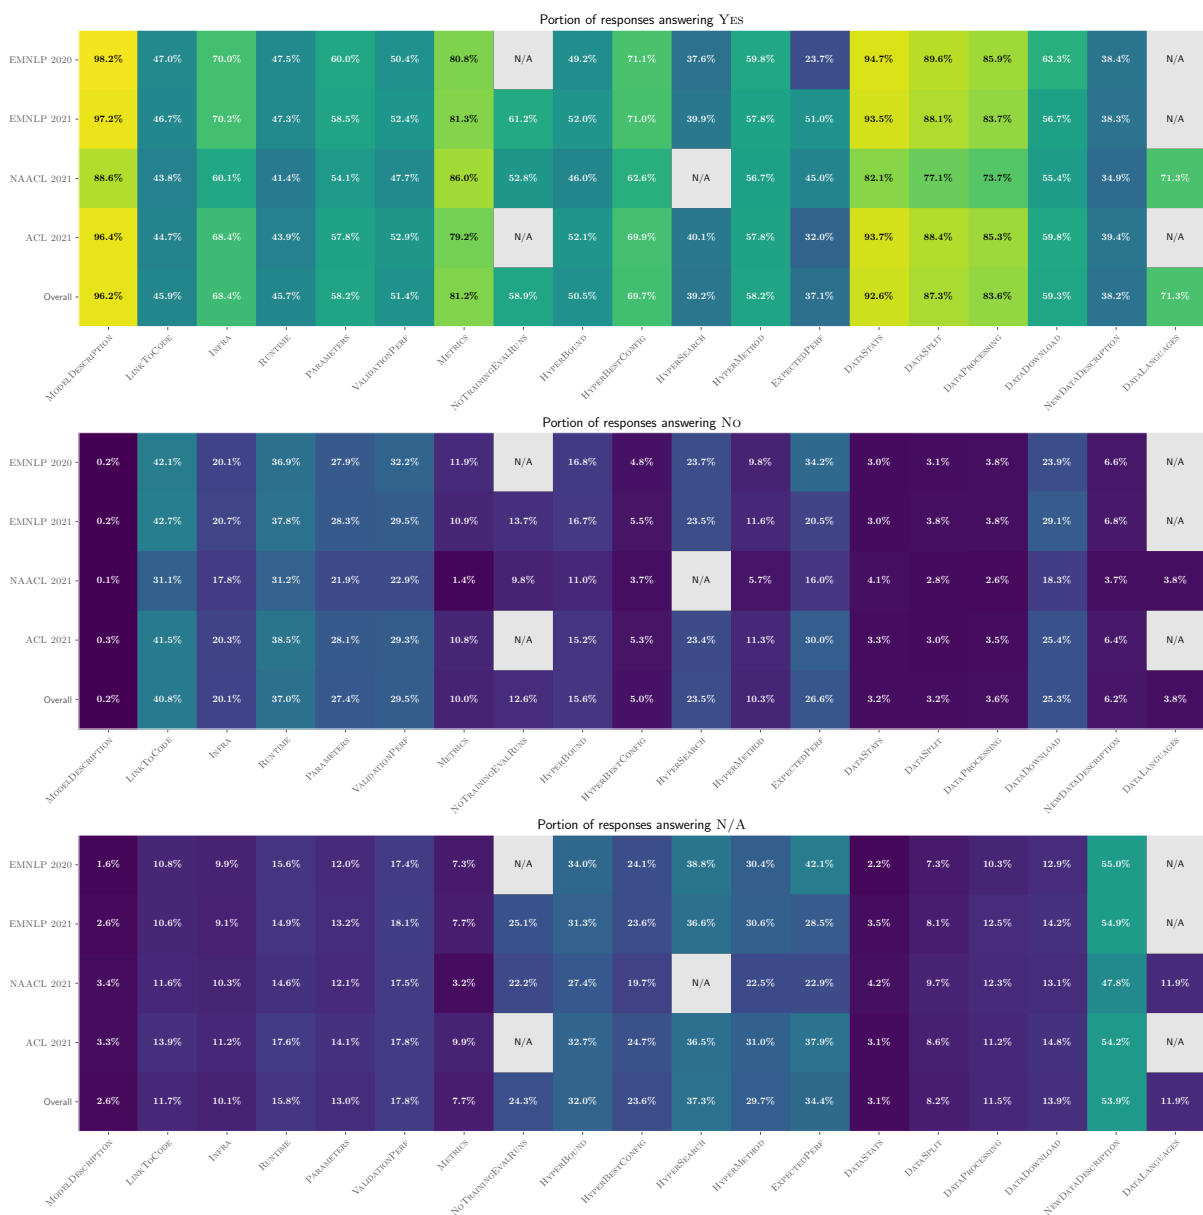 Portion of responses answering YES
EMNLP 2020 98.2% 47.0% 70.0% 47.5% 60.0% 50.4% 80.8% N/A 49.2% 71.1% 37.6% 59.8% 23.7% 94.7% 89.6% 85.9% 63.3% 38.4% N/A
EMNLP 2021 97.2% 46.7% 70.2% 47.3% 58.5% 52.4% 81.3% 61.2% 52.0% 71.0% 39.9% 57.8% 51.0% 93.5% 88.1% 83.7% 56.7% 38.3% N/A
NAACL 2021 88.6% 43.8% 60.1% 41.4% 54.1% 47.7% 86.0% 52.8% 46.0% 62.6% N/A 56.7% 45.0% 82.1% 77.1% 73.7% 55.4% 34.9% 71.3%
ACL 2021 96.4% 44.7% 68.4% 43.9% 57.8% 52.9% 79.2% N/A 52.1% 69.9% 40.1% 57.8% 32.0% 93.7% 88.4% 85.3% 59.8% 39.4% N/A
Overall 96.2% 45.9% 68.4% 45.7% 58.2% 51.4% 81.2% 58.9% 50.5% 69.7% 39.2% 58.2% 37.1% 92.6% 87.3% 83.6% 59.3% 38.2% 71.3%
MODELDESCRIPTION LINKTOCODE INFRA RUNTIME PARAMETERS VALIDATIONPERF METRICS NOTRAININGEVALRUNS HYPERBOUND HYPERBESTCONFIG HYPERSEARCH HYPERMETHOD EXPECTEDPERF DATASTATS DATASPLIT DATAPROCESSING DATADOWNLOAD NEWDATADESCRIPTION DATALANGUAGES
Portion of responses answering NO
EMNLP 2020 0.2% 42.1% 20.1% 36.9% 27.9% 32.2% 11.9% N/A 16.8% 4.8% 23.7% 9.8% 34.2% 3.0% 3.1% 3.8% 23.9% 6.6% N/A
EMNLP 2021 0.2% 42.7% 20.7% 37.8% 28.3% 29.5% 10.9% 13.7% 16.7% 5.5% 23.5% 11.6% 20.5% 3.0% 3.8% 3.8% 29.1% 6.8% N/A
NAACL 2021 0.1% 31.1% 17.8% 31.2% 21.9% 22.9% 1.4% 9.8% 11.0% 3.7% N/A 5.7% 16.0% 4.1% 2.8% 2.6% 18.3% 3.7% 3.8%
ACL 2021 0.3% 41.5% 20.3% 38.5% 28.1% 29.3% 10.8% N/A 15.2% 5.3% 23.4% 11.3% 30.0% 3.3% 3.0% 3.5% 25.4% 6.4% N/A
Overall 0.2% 40.8% 20.1% 37.0% 27.4% 29.5% 10.0% 12.6% 15.6% 5.0% 23.5% 10.3% 26.6% 3.2% 3.2% 3.6% 25.3% 6.2% 3.8%
MODELDESCRIPTION LINKTOCODE INFRA RUNTIME PARAMETERS VALIDATIONPERF METRICS NOTRAININGEVALRUNS HYPERBOUND HYPERBESTCONFIG HYPERSEARCH HYPERMETHOD EXPECTEDPERF DATASTATS DATASPLIT DATAPROCESSING DATADOWNLOAD NEWDATADESCRIPTION DATALANGUAGES
Portion of responses answering N/A
EMNLP 2020 1.6% 10.8% 9.9% 15.6% 12.0% 17.4% 7.3% N/A 34.0% 24.1% 38.8% 30.4% 42.1% 2.2% 7.3% 10.3% 12.9% 55.0% N/A
EMNLP 2021 2.6% 10.6% 9.1% 14.9% 13.2% 18.1% 7.7% 25.1% 31.3% 23.6% 36.6% 30.6% 28.5% 3.5% 8.1% 12.5% 14.2% 54.9% N/A
NAACL 2021 3.4% 11.6% 10.3% 14.6% 12.1% 17.5% 3.2% 22.2% 27.4% 19.7% N/A 22.5% 22.9% 4.2% 9.7% 12.3% 13.1% 47.8% 11.9%
ACL 2021 3.3% 13.9% 11.2% 17.6% 14.1% 17.8% 9.9% N/A 32.7% 24.7% 36.5% 31.0% 37.9% 3.1% 8.6% 11.2% 14.8% 54.2% N/A
Overall 2.6% 11.7% 10.1% 15.8% 13.0% 17.8% 7.7% 24.3% 32.0% 23.6% 37.3% 29.7% 34.4% 3.1% 8.2% 11.5% 13.9% 53.9% 11.9%
MODELDESCRIPTION LINKTOCODE INFRA RUNTIME PARAMETERS VALIDATIONPERF METRICS NOTRAININGEVALRUNS HYPERBOUND HYPERBESTCONFIG HYPERSEARCH HYPERMETHOD EXPECTEDPERF DATASTATS DATASPLIT DATAPROCESSING DATADOWNLOAD NEWDATADESCRIPTION DATALANGUAGES